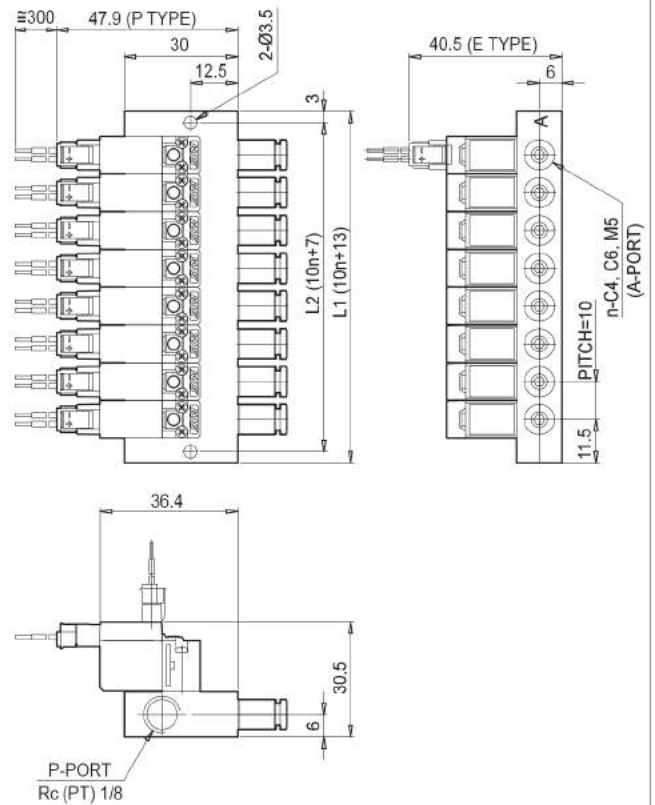 ≅300
47.9 (P TYPE)
30
12.5
2-Ø3.5
3
L2 (10n+7)
L1 (10n+13)
40.5 (E TYPE)
6
A
n-C4, C6, M5
(A-PORT)
PITCH=10
11.5
36.4
30.5
6
P-PORT
Rc (PT) 1/8